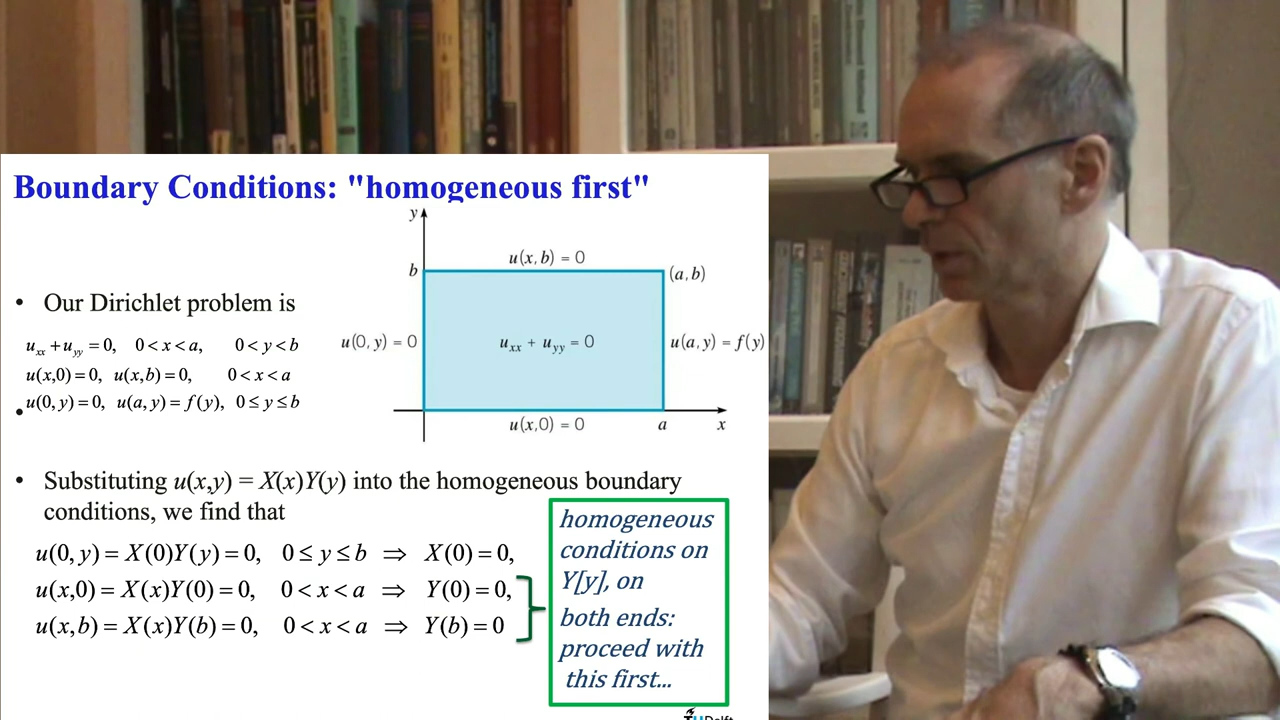 Boundary Conditions: "homogeneous first"
y
b
u(x, b) = 0
(a, b)
u(0, y) = 0
uₓₓ + u_yy = 0
u(a, y) = f(y)
u(x,0) = 0
a
x
• Our Dirichlet problem is
uₓₓ + u_yy = 0, 0 < x < a, 0 < y < b
u(x,0) = 0, u(x,b) = 0, 0 < x < a
• u(0, y) = 0, u(a, y) = f(y), 0 ≤ y ≤ b
• Substituting u(x,y) = X(x)Y(y) into the homogeneous boundary
conditions, we find that
u(0, y) = X(0)Y(y) = 0, 0 ≤ y ≤ b ⇒ X(0) = 0,
u(x,0) = X(x)Y(0) = 0, 0 < x < a ⇒ Y(0) = 0,
u(x,b) = X(x)Y(b) = 0, 0 < x < a ⇒ Y(b) = 0
homogeneous
conditions on
Y[y], on
both ends:
proceed with
this first...
TUDelft